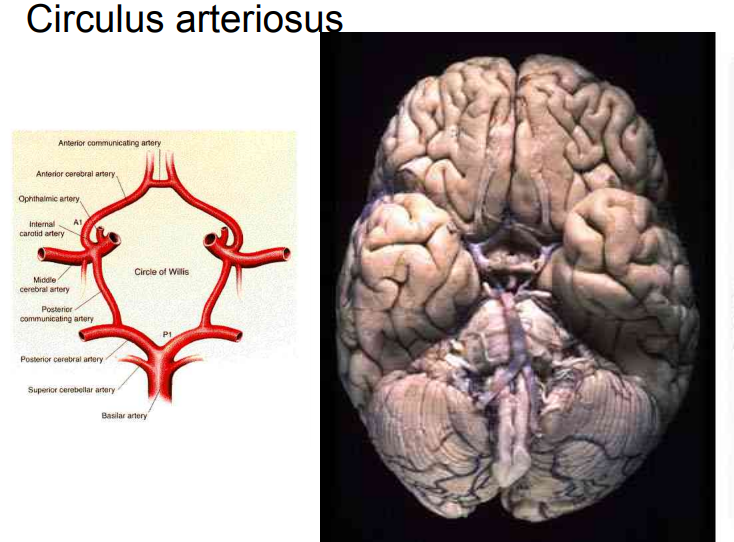 Circulus arteriosus
Anterior communicating artery
Anterior cerebral artery
Ophthalmic artery
A1
Internal
carotid artery
Circle of Willis
Middle
cerebral artery
Posterior
communicating artery
P1
Posterior cerebral artery
Superior cerebellar artery
Basilar artery